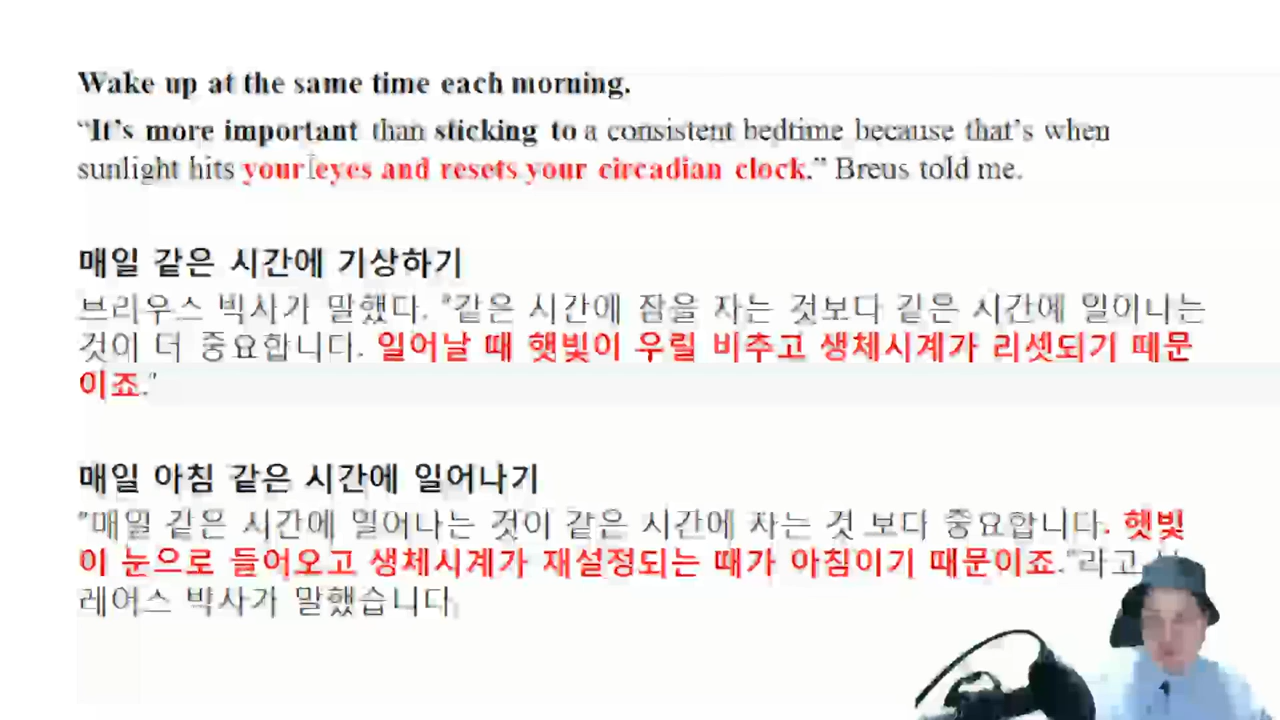 Wake up at the same time each morning.
“It’s more important than sticking to a consistent bedtime because that’s when
sunlight hits your eyes and resets your circadian clock.” Breus told me.
매일 같은 시간에 기상하기
브리우스 박사가 말했다. "같은 시간에 잠을 자는 것보다 같은 시간에 일어나는
것이 더 중요합니다. 일어날 때 햇빛이 우릴 비추고 생체시계가 리셋되기 때문
이죠."
매일 아침 같은 시간에 일어나기
"매일 같은 시간에 일어나는 것이 같은 시간에 자는 것 보다 중요합니다. 햇빛
이 눈으로 들어오고 생체시계가 재설정되는 때가 아침이기 때문이죠."라고
레어스 박사가 말했습니다.